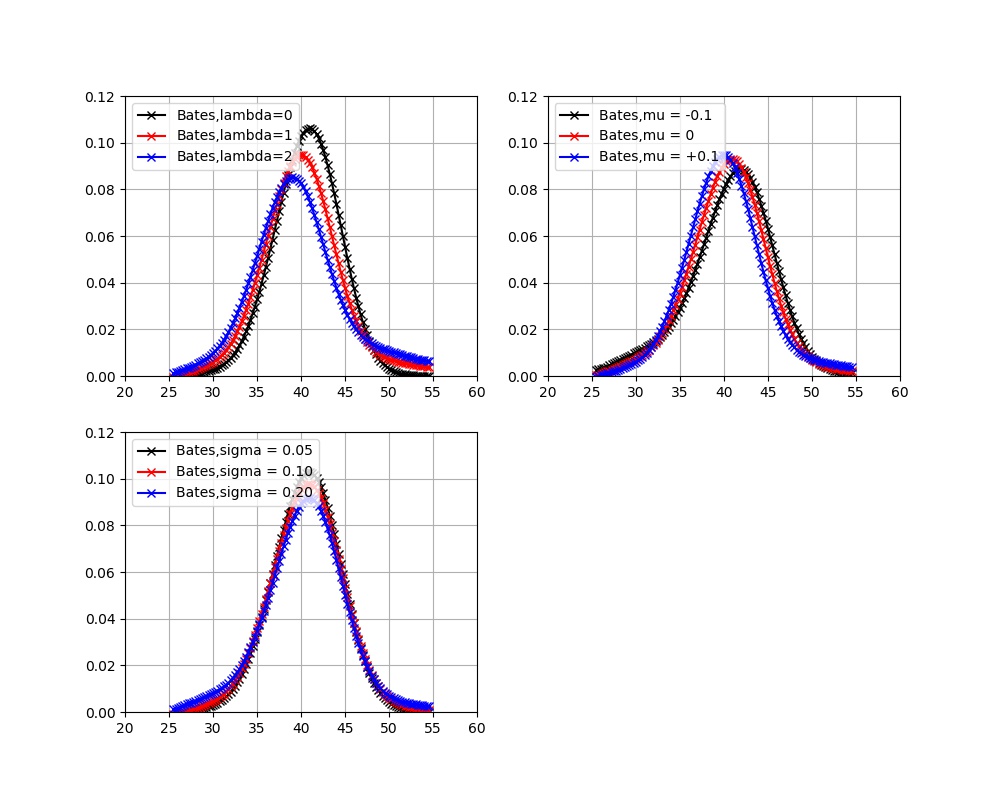 0.12
0.10
0.08
0.06
0.04
0.02
0.00
20 25 30 35 40 45 50 55 60
Bates,lambda=0
Bates,lambda=1
Bates,lambda=2
0.12
0.10
0.08
0.06
0.04
0.02
0.00
20 25 30 35 40 45 50 55 60
Bates,mu = -0.1
Bates,mu = 0
Bates,mu = +0.1
0.12
0.10
0.08
0.06
0.04
0.02
0.00
20 25 30 35 40 45 50 55 60
Bates,sigma = 0.05
Bates,sigma = 0.10
Bates,sigma = 0.20